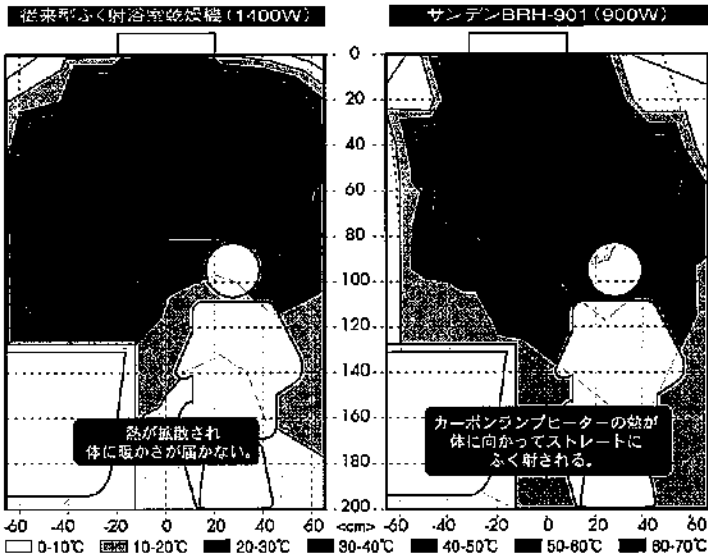 従来型ふく射浴室乾燥機(1400W)
サンデンBRH-901(900W)
0
20
40
60
80
100
120
140
160
180
200
熱が拡散され
体に暖かさが届かない。
カーボンランプヒーターの熱が
体に向かってストレートに
ふく射される。
-60 -40 -20 0 20 40 60 <cm> -60 -40 -20 0 20 40 60
0-10℃ 10-20℃ 20-30℃ 30-40℃ 40-50℃ 50-60℃ 60-70℃